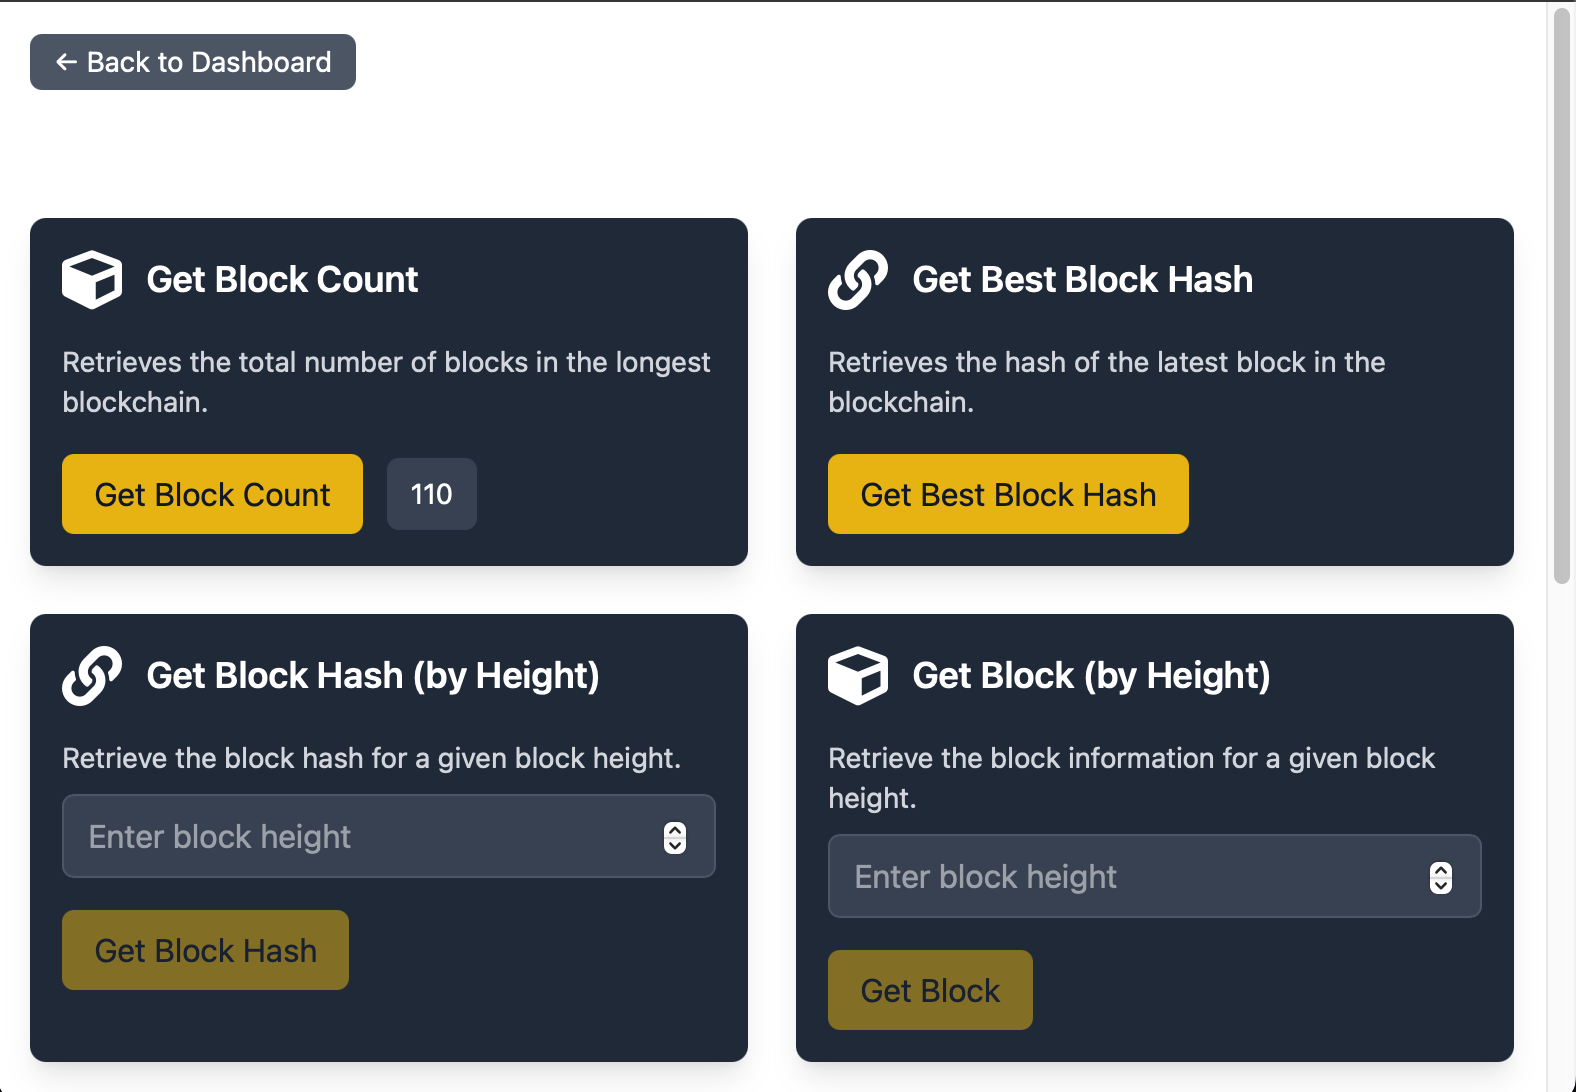 ← Back to Dashboard
Get Block Count
Retrieves the total number of blocks in the longest
blockchain.
Get Block Count
110
Get Best Block Hash
Retrieves the hash of the latest block in the
blockchain.
Get Best Block Hash
Get Block Hash (by Height)
Retrieve the block hash for a given block height.
Enter block height
Get Block Hash
Get Block (by Height)
Retrieve the block information for a given block
height.
Enter block height
Get Block